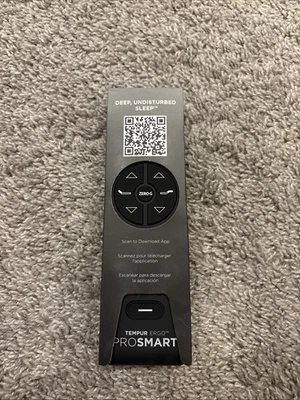 DEEP, UNDISTURBED
SLEEP™
ZERO G
Scan to Download App
Scannez pour télécharger
l'application
Escanear para descargar
la aplicación
TEMPUR ERGO™
PROSMART